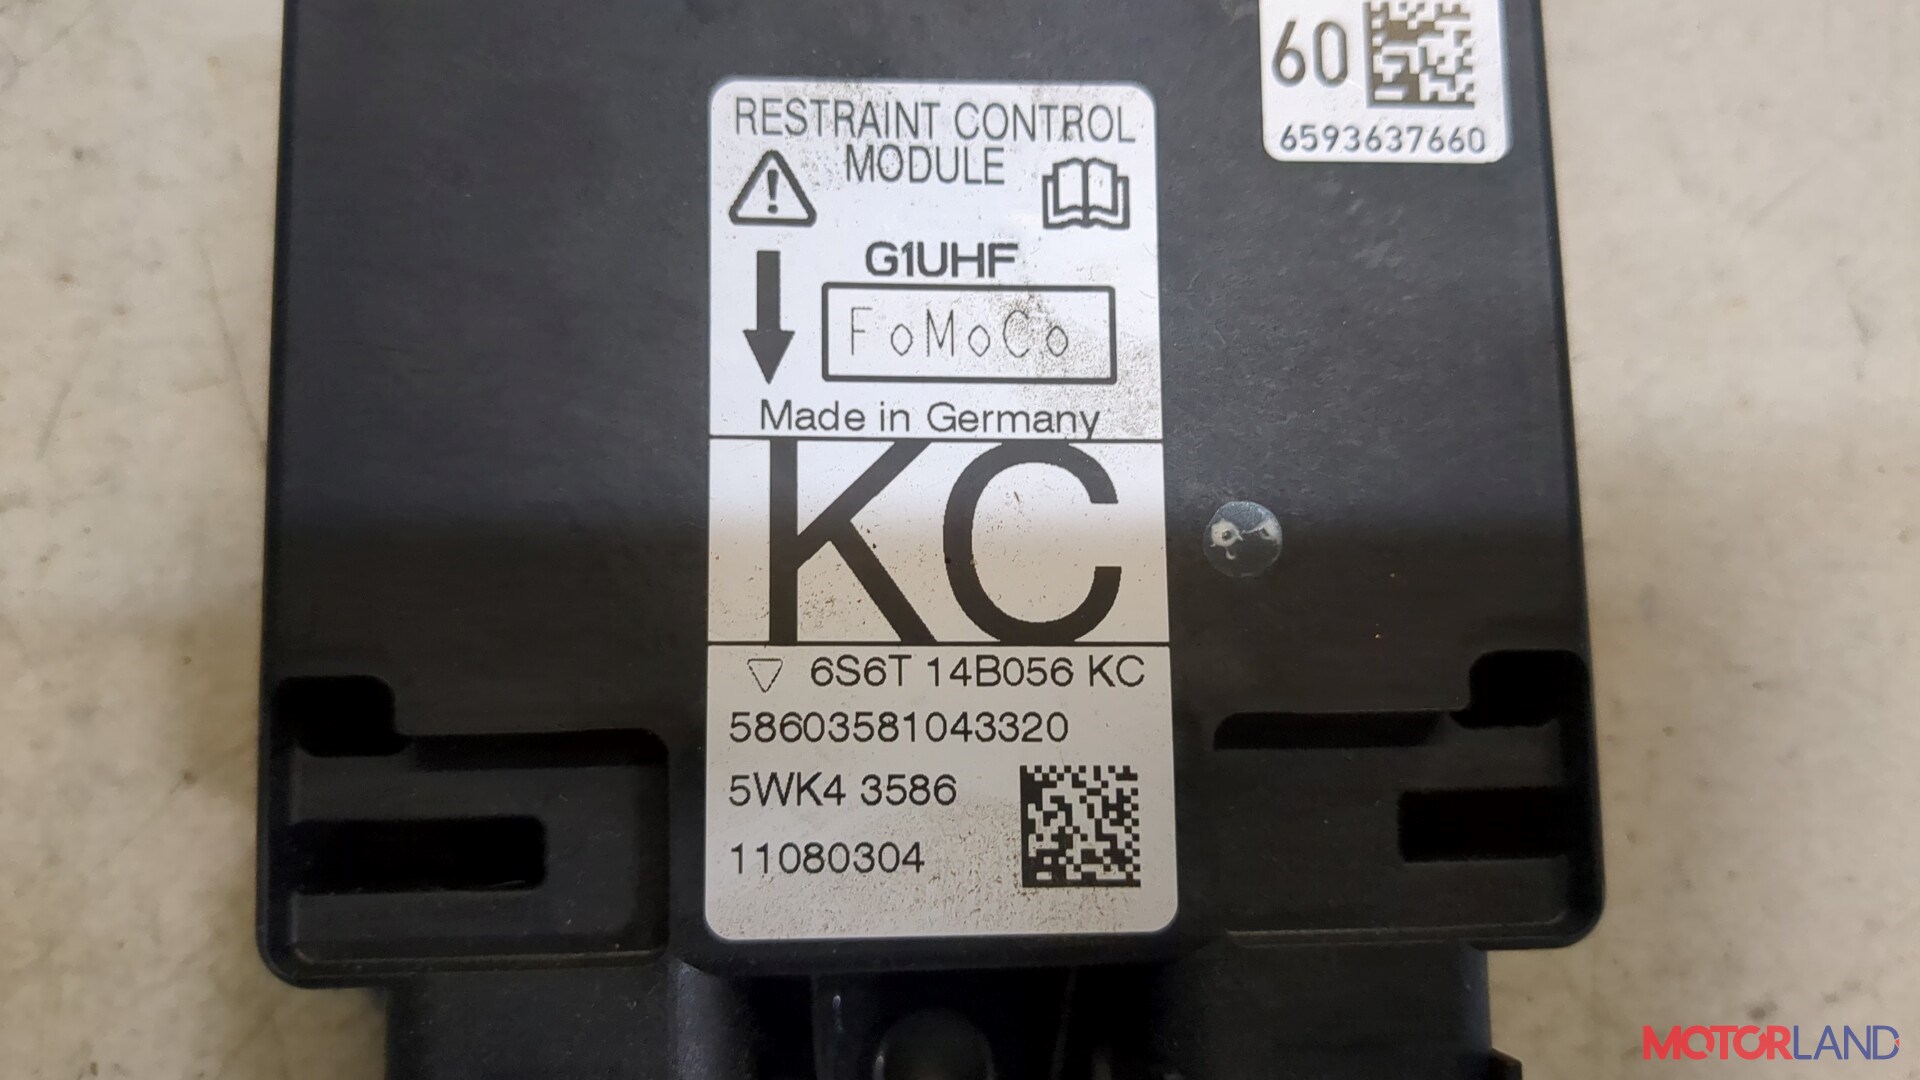 60
6593637660
RESTRAINT CONTROL
MODULE
G1UHF
FoMoCo
Made in Germany
KC
6S6T 14B056 KC
58603581043320
5WK4 3586
11080304
MOTORLAND